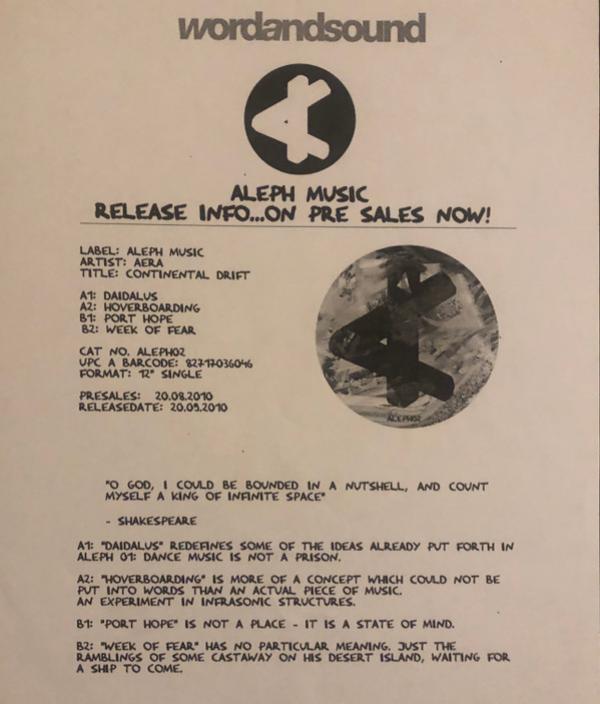 wordandsound
ALEPH MUSIC
RELEASE INFO...ON PRE SALES NOW!
LABEL: ALEPH MUSIC
ARTIST: AERA
TITLE: CONTINENTAL DRIFT
A1: DAIDALUS
A2: HOVERBOARDING
B1: PORT HOPE
B2: WEEK OF FEAR
CAT NO. ALEPH02
UPC A BARCODE: 82717036046
FORMAT: 12" SINGLE
PRESALES: 20.08.2010
RELEASEDATE: 20.09.2010
ALEPH02
"O GOD, I COULD BE BOUNDED IN A NUTSHELL, AND COUNT
MYSELF A KING OF INFINITE SPACE"
- SHAKESPEARE
A1: "DAIDALUS" REDEFINES SOME OF THE IDEAS ALREADY PUT FORTH IN
ALEPH 01: DANCE MUSIC IS NOT A PRISON.
A2: "HOVERBOARDING" IS MORE OF A CONCEPT WHICH COULD NOT BE
PUT INTO WORDS THAN AN ACTUAL PIECE OF MUSIC.
AN EXPERIMENT IN INFRASONIC STRUCTURES.
B1: "PORT HOPE" IS NOT A PLACE - IT IS A STATE OF MIND.
B2: "WEEK OF FEAR" HAS NO PARTICULAR MEANING. JUST THE
RAMBLINGS OF SOME CASTAWAY ON HIS DESERT ISLAND, WAITING FOR
A SHIP TO COME.